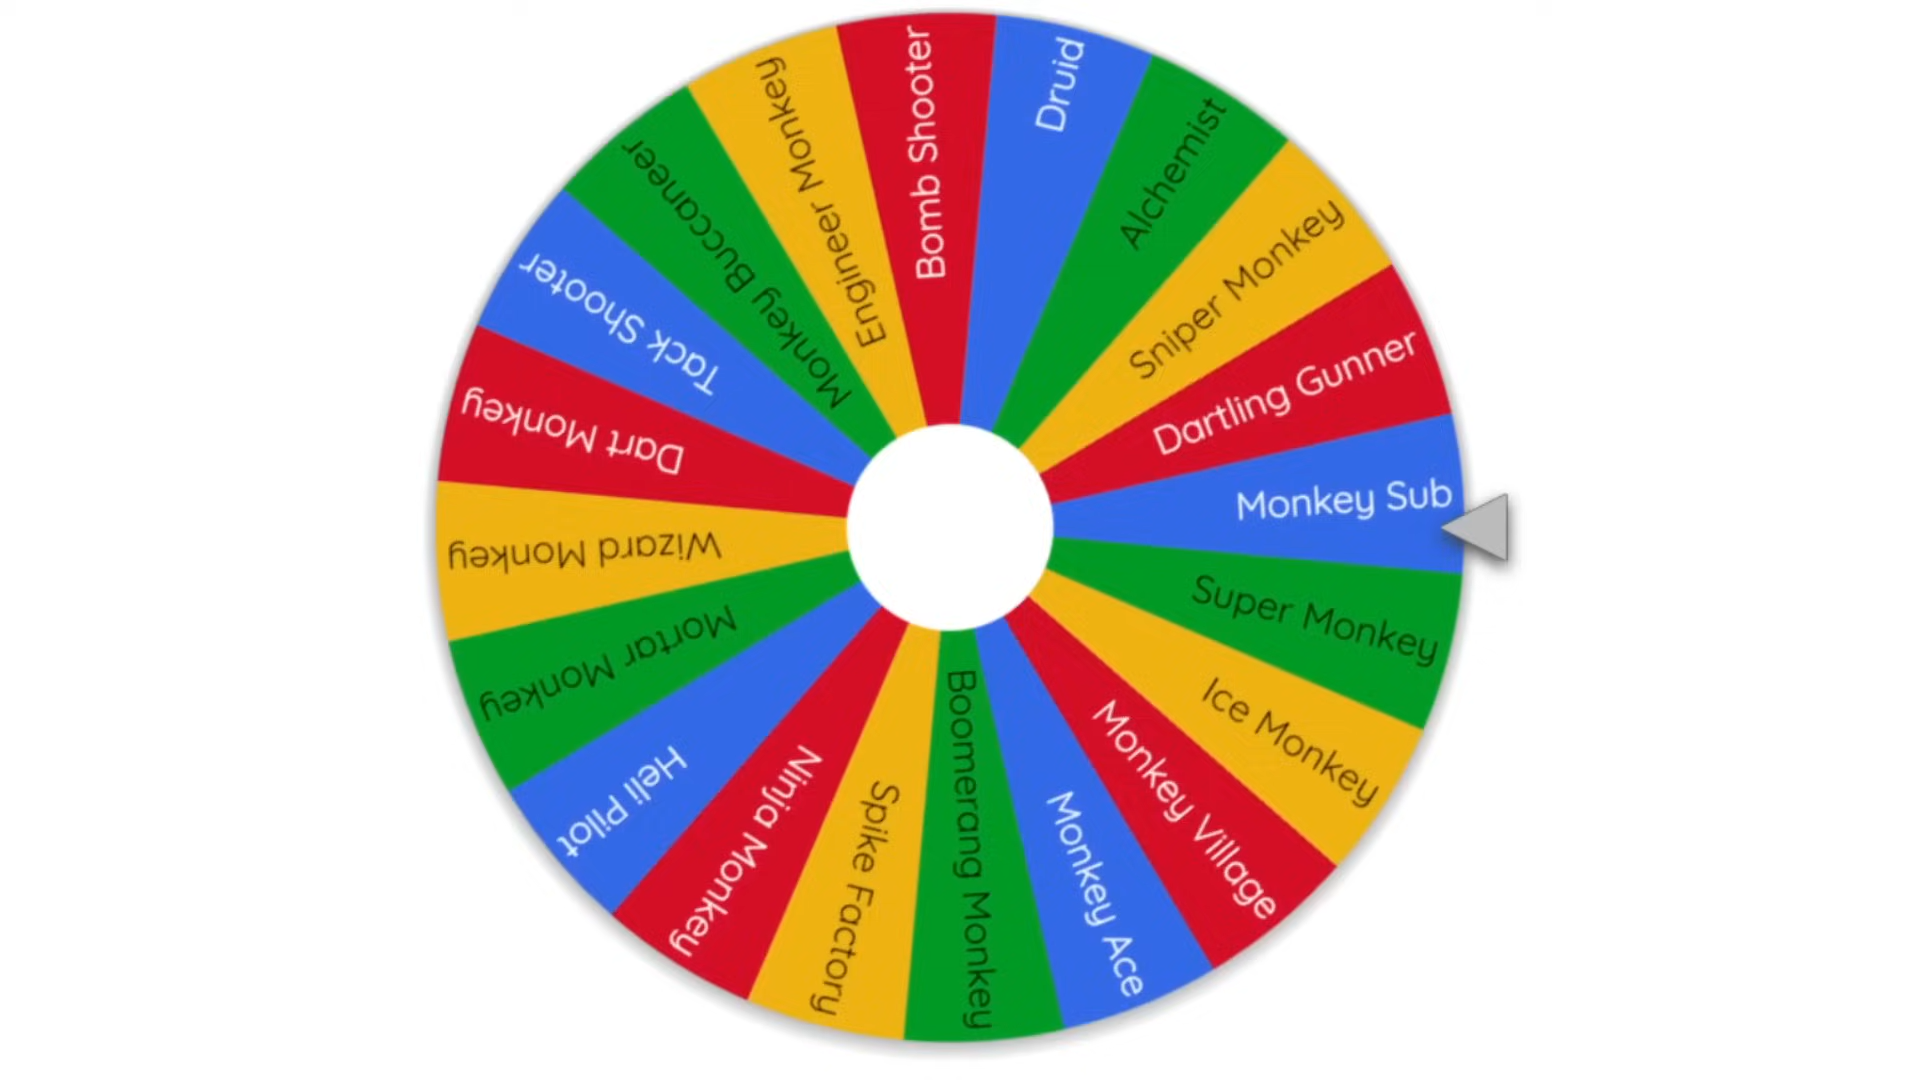 Bomb Shooter
Druid
Alchemist
Sniper Monkey
Dartling Gunner
Monkey Sub
Super Monkey
Ice Monkey
Monkey Village
Monkey Ace
Boomerang Monkey
Spike Factory
Ninja Monkey
Heli Pilot
Mortar Monkey
Wizard Monkey
Dart Monkey
Tack Shooter
Monkey Buccaneer
Engineer Monkey